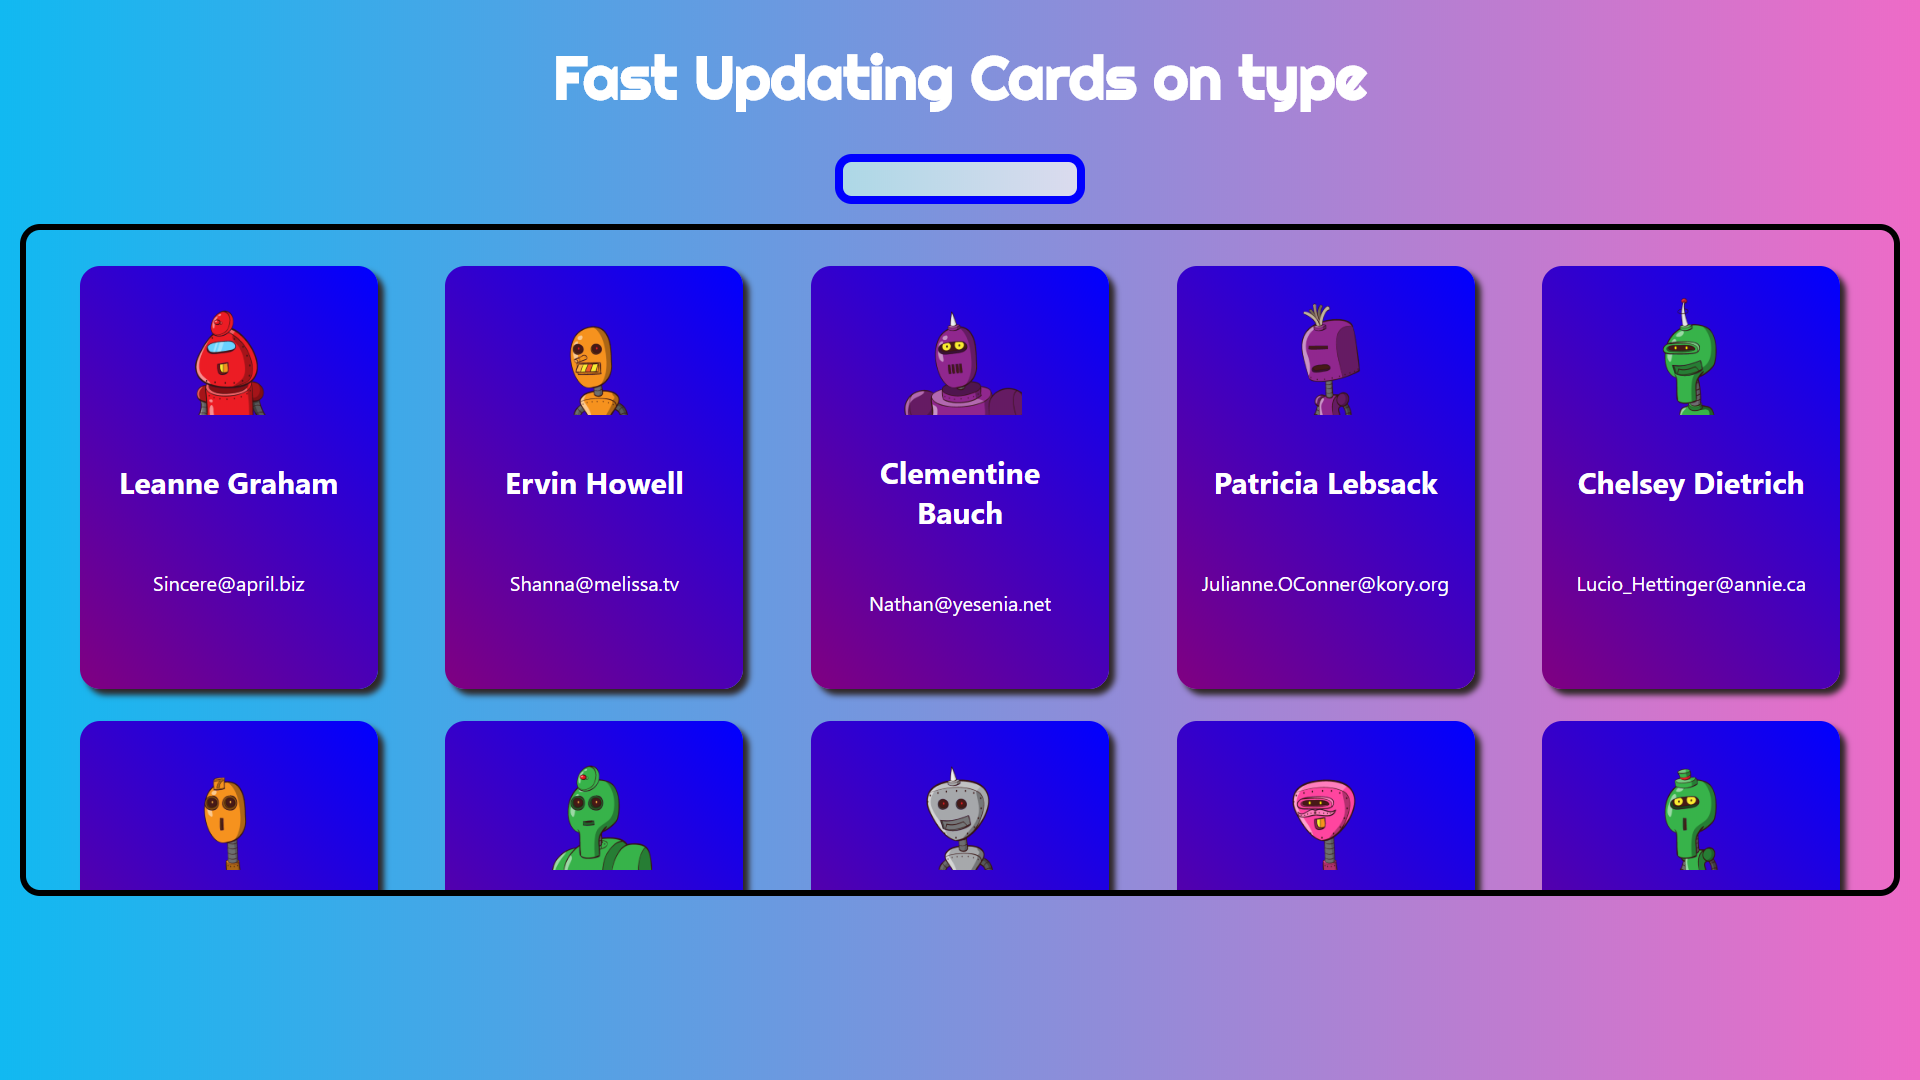 Fast Updating Cards on type
Leanne Graham
Sincere@april.biz
Ervin Howell
Shanna@melissa.tv
Clementine
Bauch
Nathan@yesenia.net
Patricia Lebsack
Julianne.OConner@kory.org
Chelsey Dietrich
Lucio_Hettinger@annie.ca